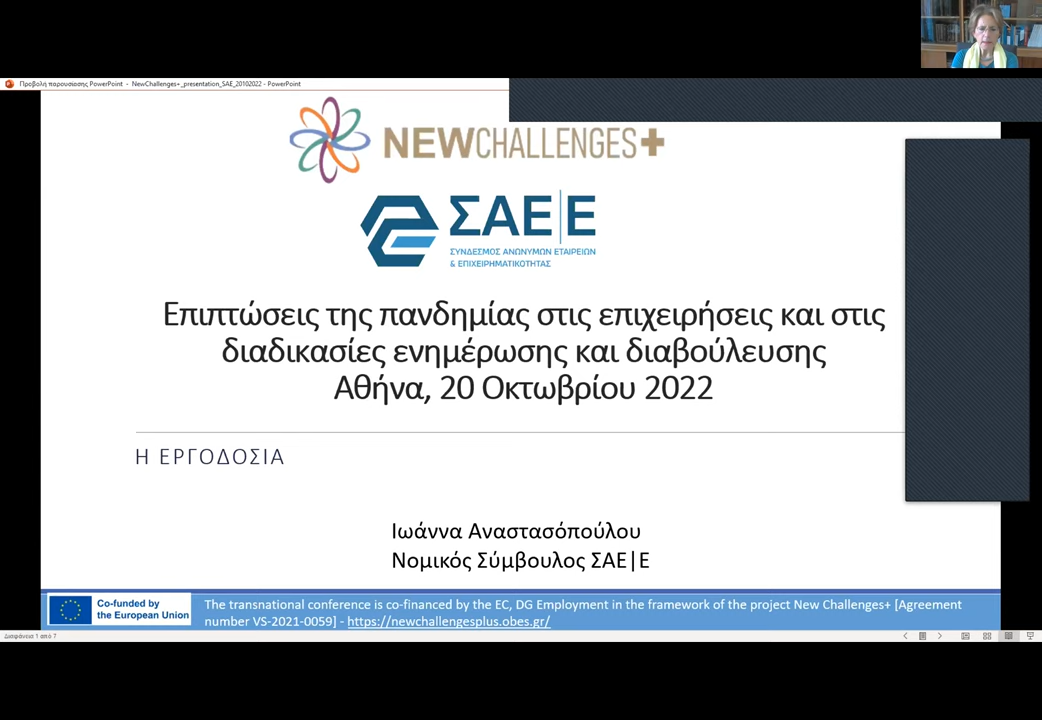 Προβολή παρουσίασης PowerPoint - NewChallenges+_presentation_SAE_20102022 - PowerPoint
NEWCHALLENGES+
ΣΑΕ|Ε
ΣΥΝΔΕΣΜΟΣ ΑΝΩΝΥΜΩΝ ΕΤΑΙΡΕΙΩΝ
& ΕΠΙΧΕΙΡΗΜΑΤΙΚΟΤΗΤΑΣ
Επιπτώσεις της πανδημίας στις επιχειρήσεις και στις
διαδικασίες ενημέρωσης και διαβούλευσης
Αθήνα, 20 Οκτωβρίου 2022
Η ΕΡΓΟΔΟΣΙΑ
Ιωάννα Αναστασόπούλου
Νομικός Σύμβουλος ΣΑΕ|Ε
Co-funded by
the European Union
The transnational conference is co-financed by the EC, DG Employment in the framework of the project New Challenges+ [Agreement
number VS-2021-0059] - https://newchallengesplus.obes.gr/
Διαφάνεια 1 από 7